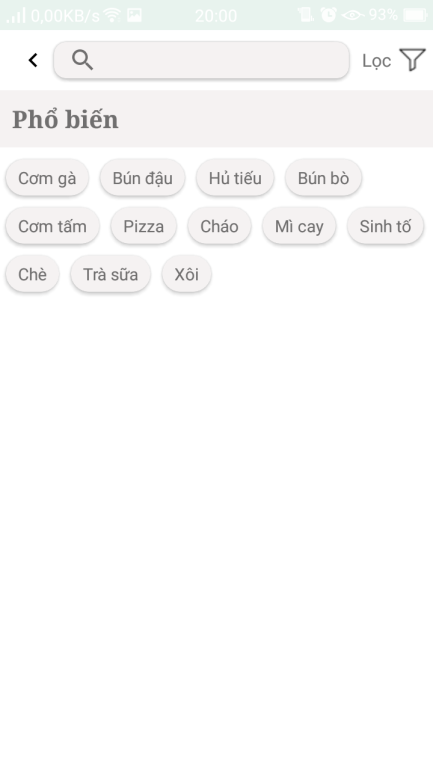 0,00KB/s 20:00 93%
Lọc
Phổ biến
Cơm gà Bún đậu Hủ tiếu Bún bò
Cơm tấm Pizza Cháo Mì cay Sinh tố
Chè Trà sữa Xôi